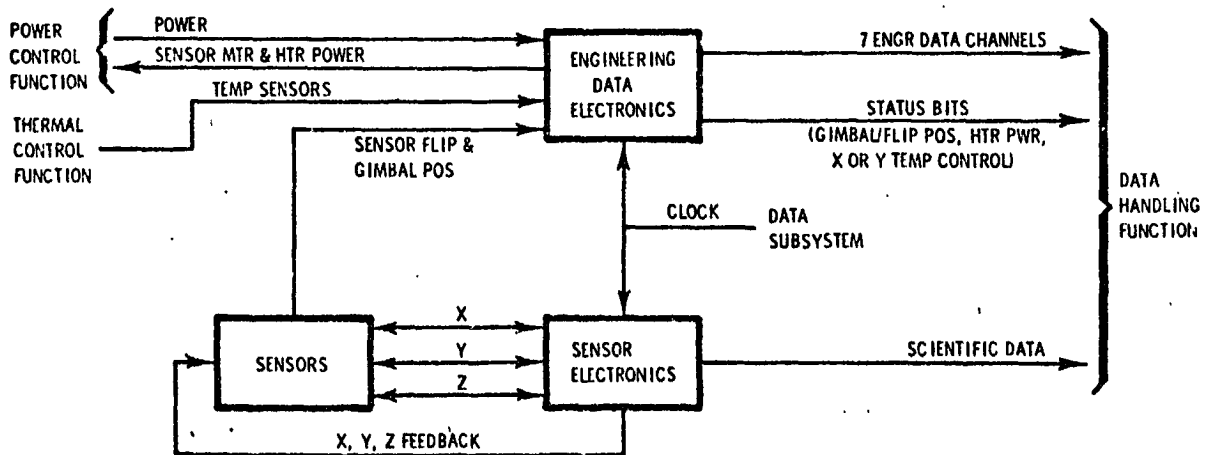 POWER
CONTROL
FUNCTION
POWER
SENSOR MTR & HTR POWER
TEMP SENSORS
THERMAL
CONTROL
FUNCTION
SENSOR FLIP &
GIMBAL POS
ENGINEERING
DATA
ELECTRONICS
7 ENGR DATA CHANNELS
STATUS BITS
(GIMBAL/FLIP POS, HTR PWR,
X OR Y TEMP CONTROL)
DATA
HANDLING
FUNCTION
CLOCK
DATA
SUBSYSTEM
SENSORS
X
Y
Z
SENSOR
ELECTRONICS
SCIENTIFIC DATA
X, Y, Z FEEDBACK